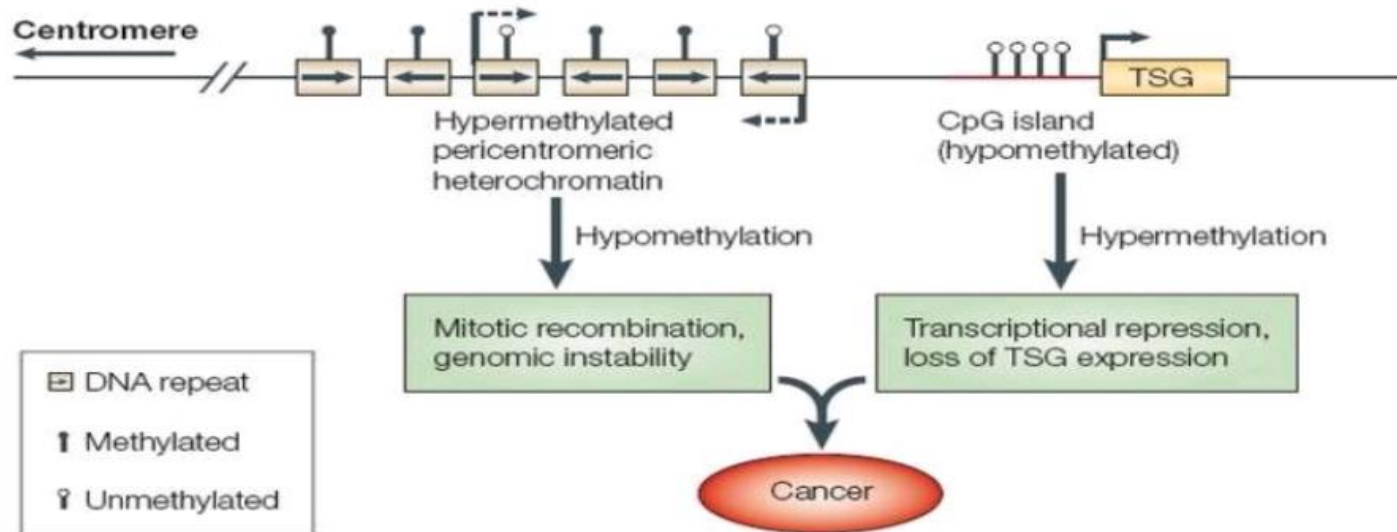 Centromere
TSG
Hypermethylated
pericentromeric
heterochromatin
CpG island
(hypomethylated)
Hypomethylation
Hypermethylation
Mitotic recombination,
genomic instability
Transcriptional repression,
loss of TSG expression
DNA repeat
Methylated
Unmethylated
Cancer